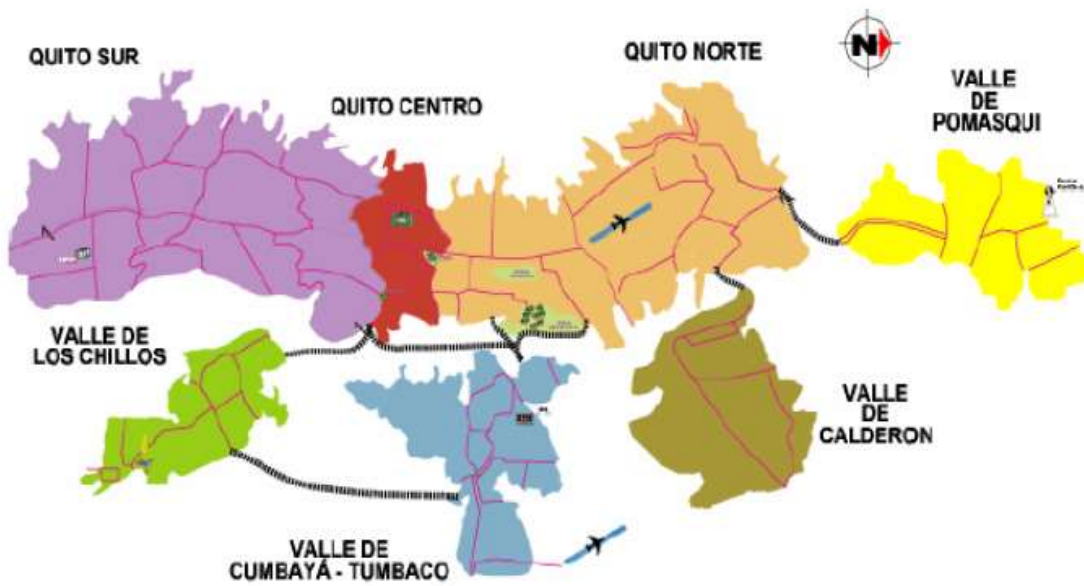 QUITO SUR
QUITO CENTRO
QUITO NORTE
N
VALLE
DE
POMASQUI
VALLE DE
LOS CHILLOS
VALLE
DE
CALDERON
VALLE DE
CUMBAYÁ - TUMBACO